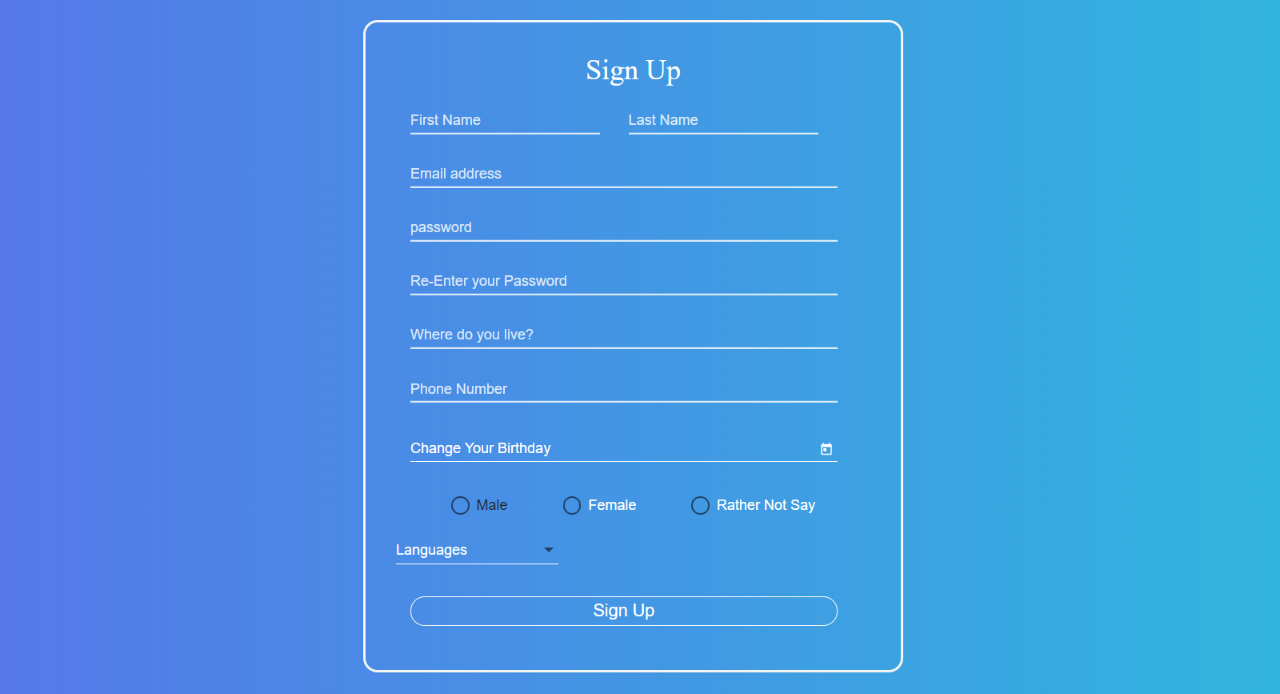 Sign Up
First Name Last Name
Email address
password
Re-Enter your Password
Where do you live?
Phone Number
Change Your Birthday
Male Female Rather Not Say
Languages
Sign Up